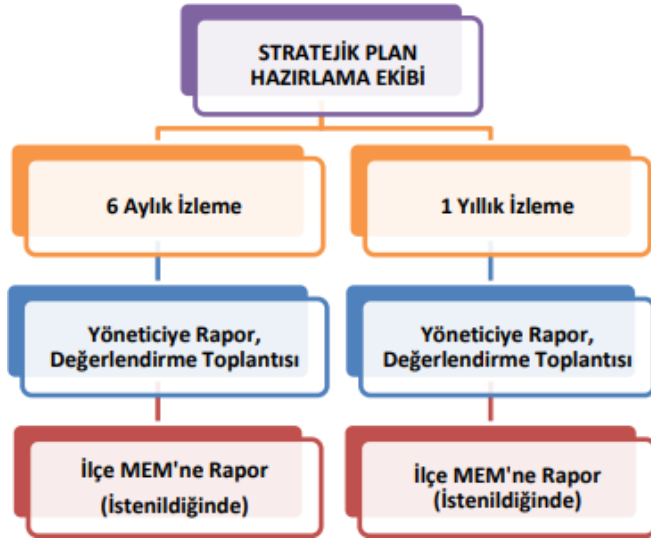 STRATEJİK PLAN
HAZIRLAMA EKİBİ
6 Aylık İzleme
1 Yıllık İzleme
Yöneticiye Rapor,
Değerlendirme Toplantısı
Yöneticiye Rapor,
Değerlendirme Toplantısı
İlçe MEM'ne Rapor
(İstenildiğinde)
İlçe MEM'ne Rapor
(İstenildiğinde)